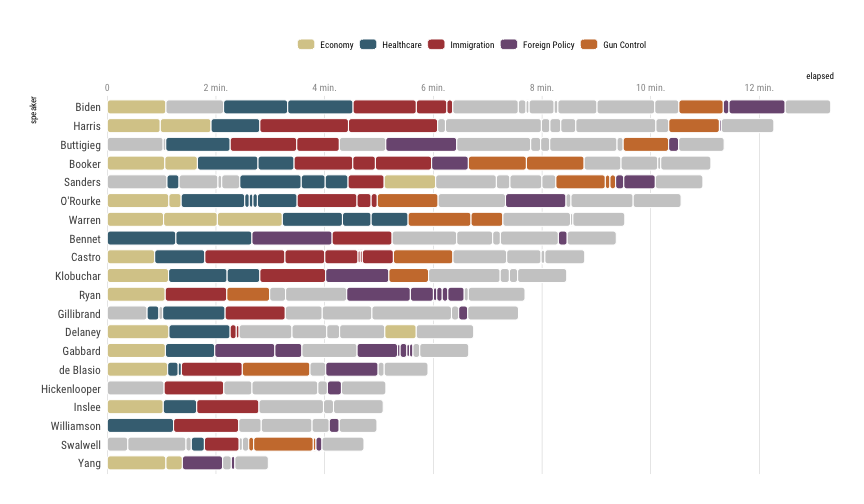 Economy Healthcare Immigration Foreign Policy Gun Control
elapsed
0 2 min. 4 min. 6 min. 8 min. 10 min. 12 min.
speaker
Biden
Harris
Buttigieg
Booker
Sanders
O'Rourke
Warren
Bennet
Castro
Klobuchar
Ryan
Gillibrand
Delaney
Gabbard
de Blasio
Hickenlooper
Inslee
Williamson
Swalwell
Yang